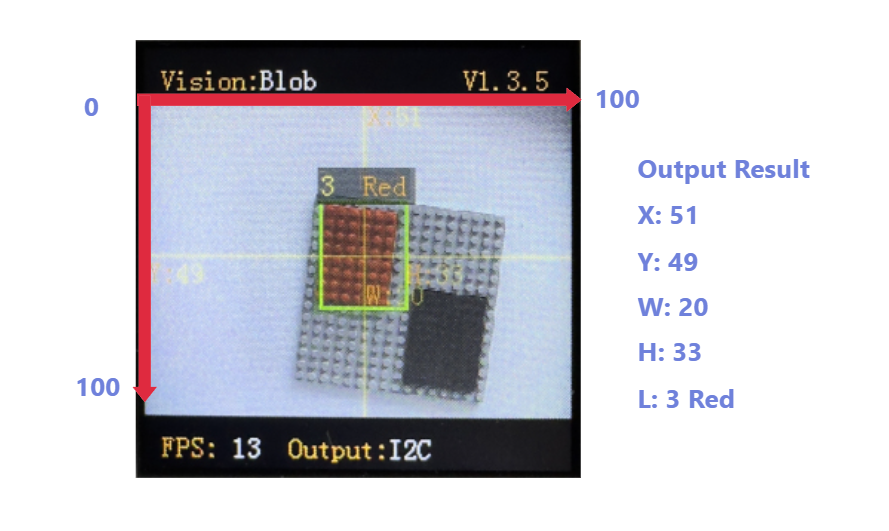 Vision:Blob V1.3.5
0
100
X:51
Output Result
3 Red
X: 51
Y: 49
Y:49
H:33
W: 20
W:20
H: 33
100
L: 3 Red
FPS: 13 Output:I2C